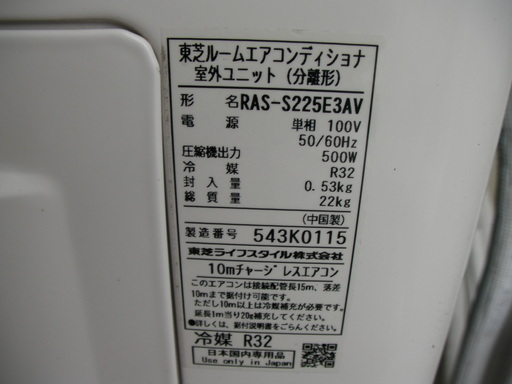 東芝ルームエアコンディショナ
室外ユニット(分離形)
形 名 RAS-S225E3AV
電 源 単相 100V
50/60Hz
圧縮機出力 500W
冷 媒 R32
封 入 量 0.53kg
総 質 量 22kg
(中国製)
製造番号 543K0115
東芝ライフスタイル株式会社
10mチャージレスエアコン
このエアコンは接続配管長15m、落差
10mまで据付け可能です。
ただし10m以上は冷媒補充が必要です。
延長1m当り20g補充してください。
●詳しくは、据付説明書をごらんください。
冷媒 R32
日本国内専用品
Use only in Japan